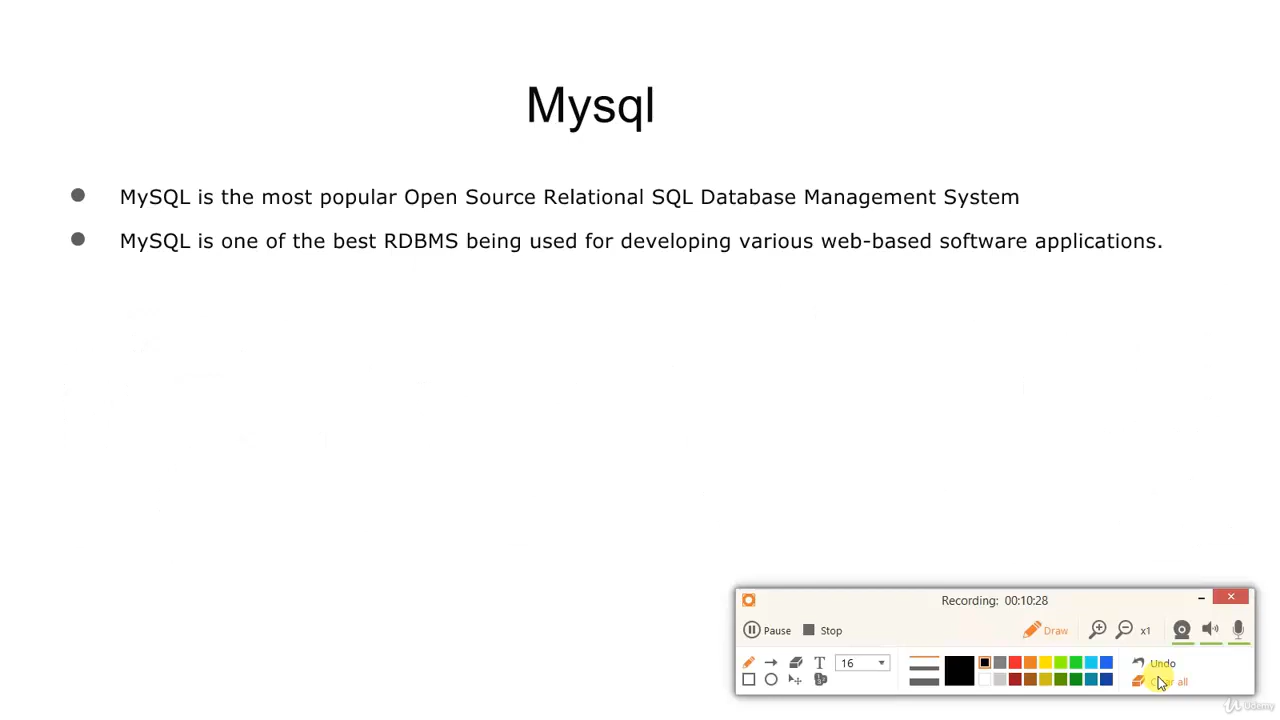 Mysql
MySQL is the most popular Open Source Relational SQL Database Management System
MySQL is one of the best RDBMS being used for developing various web-based software applications.
Recording: 00:10:28
Pause Stop Draw x1
16 Undo
all
Udemy